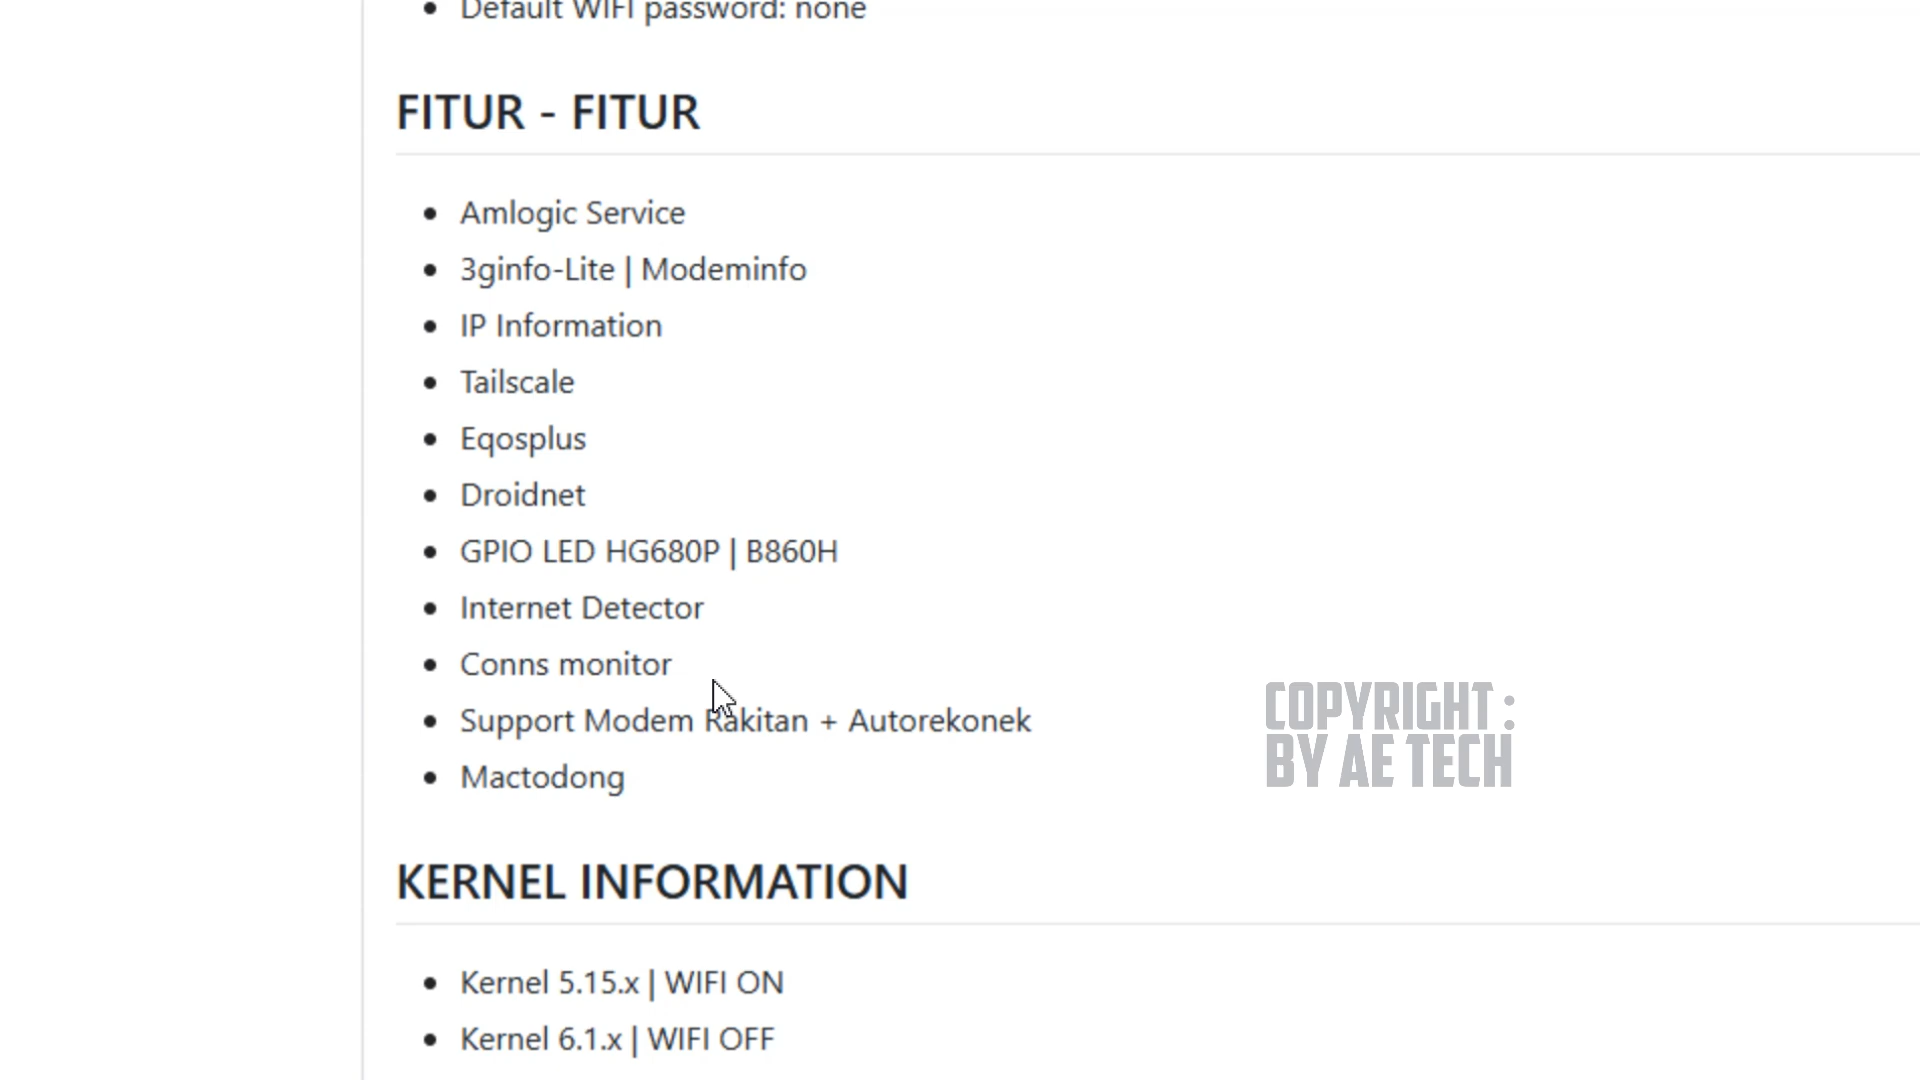 Default WIFI password: none
FITUR - FITUR
Amlogic Service
3ginfo-Lite | Modeminfo
IP Information
Tailscale
Eqosplus
Droidnet
GPIO LED HG680P | B860H
Internet Detector
Conns monitor
Support Modem Rakitan + Autorekonek
Mactodong
COPYRIGHT :
BY AE TECH
KERNEL INFORMATION
Kernel 5.15.x | WIFI ON
Kernel 6.1.x | WIFI OFF